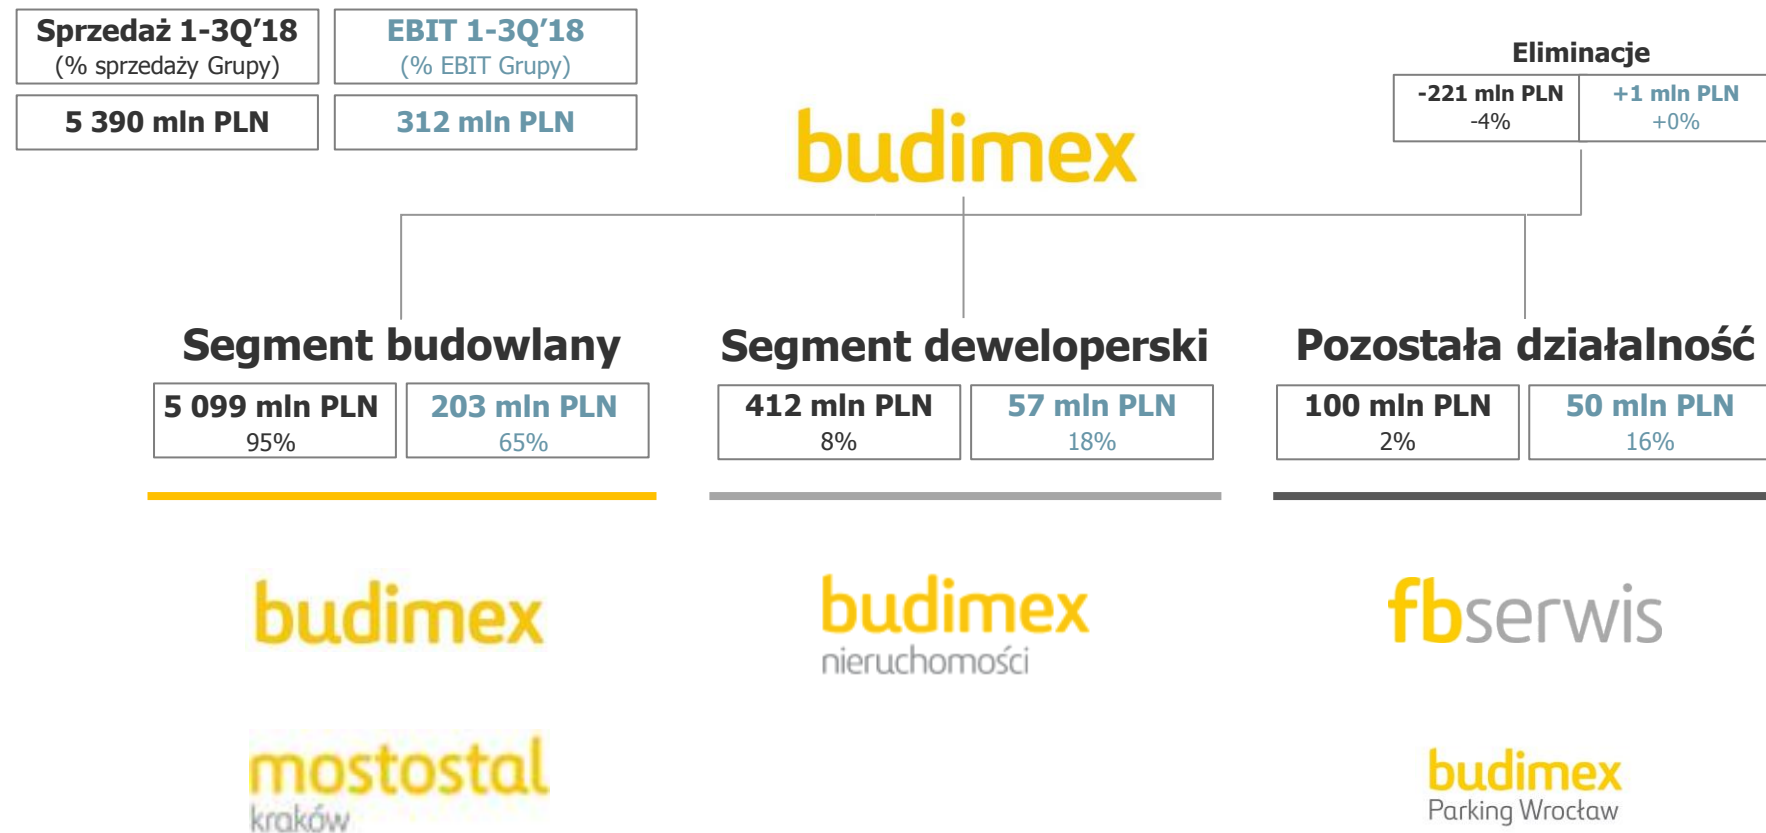 Sprzedaż 1-3Q’18
(% sprzedaży Grupy)
EBIT 1-3Q’18
(% EBIT Grupy)
5 390 mln PLN
312 mln PLN
Eliminacje
-221 mln PLN
-4%
+1 mln PLN
+0%
budimex
Segment budowlany
5 099 mln PLN
95%
203 mln PLN
65%
budimex
mostostal
kraków
Segment deweloperski
412 mln PLN
8%
57 mln PLN
18%
budimex
nieruchomości
Pozostała działalność
100 mln PLN
2%
50 mln PLN
16%
fbserwis
budimex
Parking Wrocław